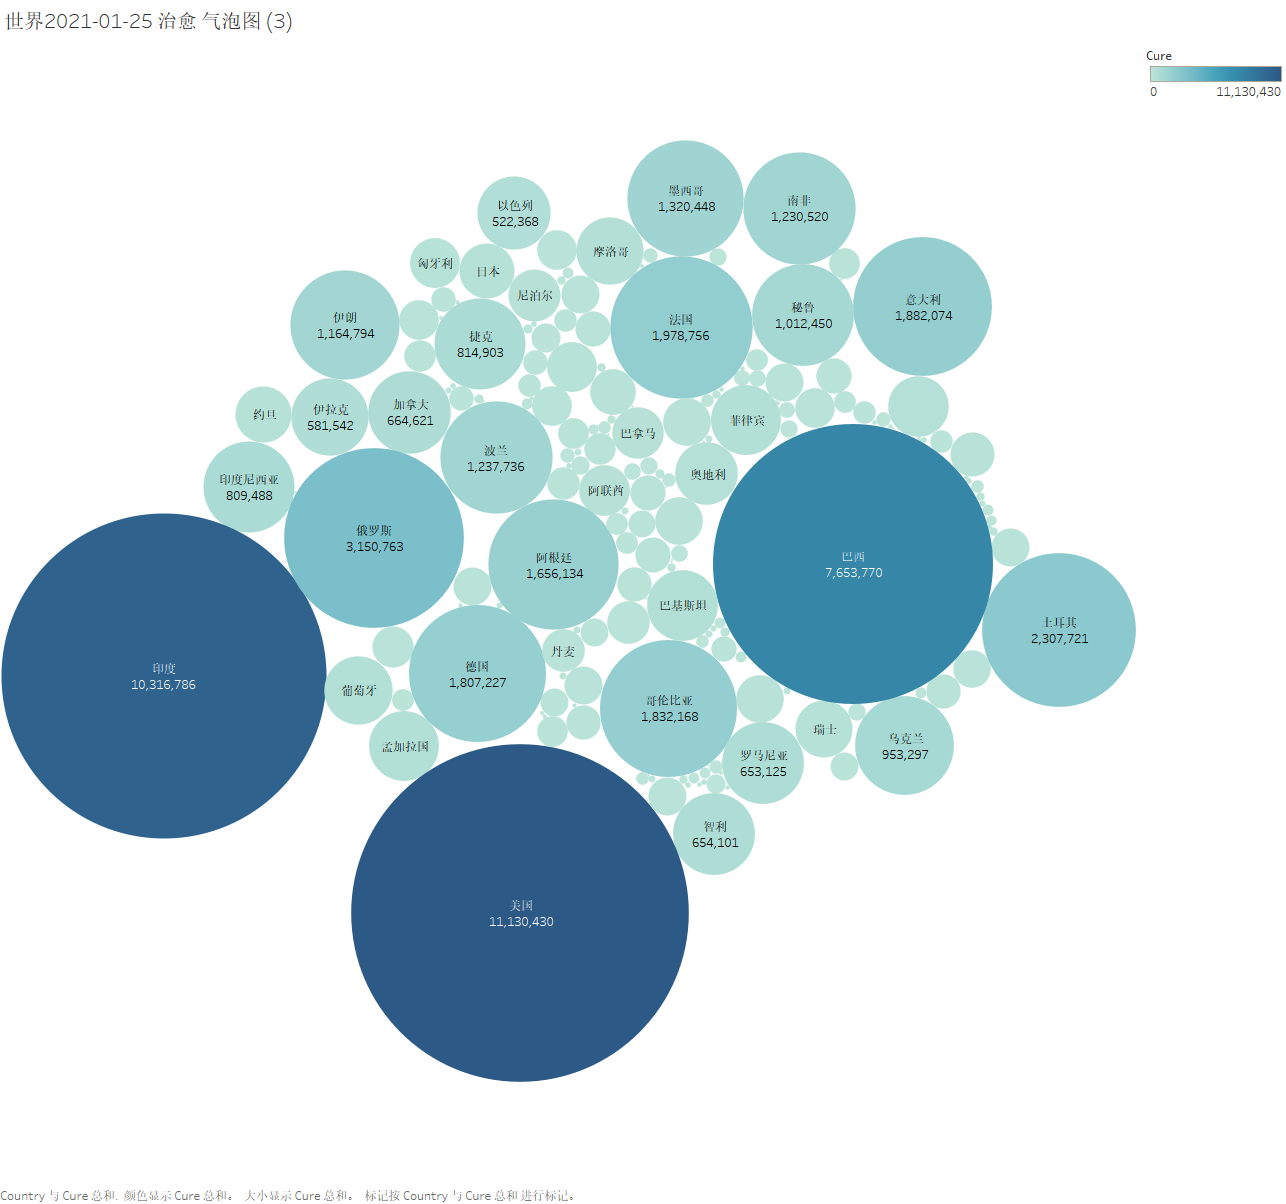 世界2021-01-25 治愈 气泡图 (3)
Cure
0 11,130,430
墨西哥
1,320,448
南非
1,230,520
以色列
522,368
摩洛哥
匈牙利
日本
尼泊尔
伊朗
1,164,794
捷克
814,903
法国
1,978,756
秘鲁
1,012,450
意大利
1,882,074
约旦
伊拉克
581,542
加拿大
664,621
波兰
1,237,736
巴拿马
菲律宾
印度尼西亚
809,488
阿联酋
奥地利
俄罗斯
3,150,763
阿根廷
1,656,134
巴西
7,653,770
巴基斯坦
土耳其
2,307,721
印度
10,316,786
葡萄牙
德国
1,807,227
丹麦
哥伦比亚
1,832,168
瑞士
乌克兰
953,297
孟加拉国
罗马尼亚
653,125
智利
654,101
美国
11,130,430
Country 与 Cure 总和. 颜色显示 Cure 总和。 大小显示 Cure 总和。 标记按 Country 与 Cure 总和 进行标记。